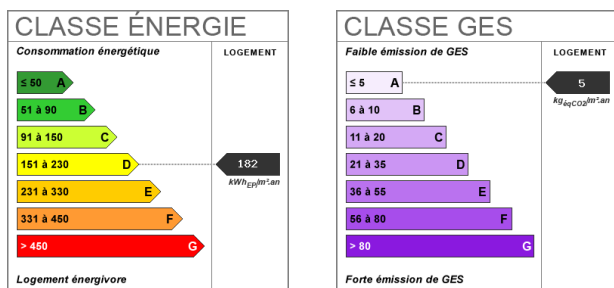 CLASSE ÉNERGIE
Consommation énergétique
LOGEMENT
≤ 50 A
51 à 90 B
91 à 150 C
151 à 230 D
182
kWhEP/m².an
231 à 330 E
331 à 450 F
> 450 G
Logement énergivore
CLASSE GES
Faible émission de GES
LOGEMENT
≤ 5 A
5
kgéqCO2/m².an
6 à 10 B
11 à 20 C
21 à 35 D
36 à 55 E
56 à 80 F
> 80 G
Forte émission de GES